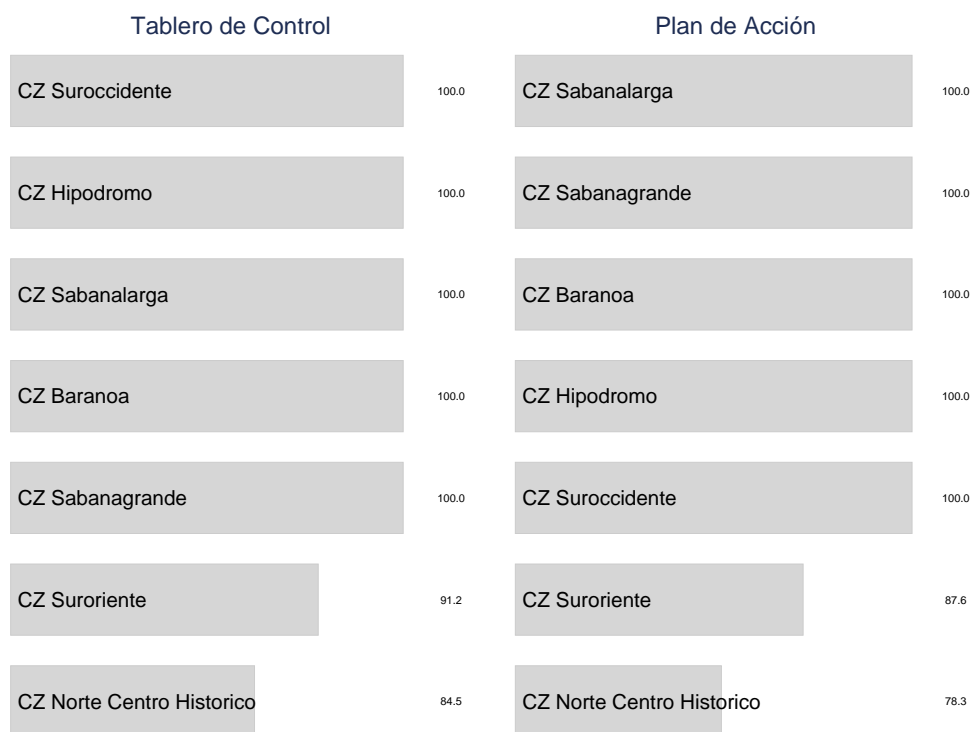 Tablero de Control
CZ Suroccidente 100.0
CZ Hipodromo 100.0
CZ Sabanalarga 100.0
CZ Baranoa 100.0
CZ Sabanagrande 100.0
CZ Suroriente 91.2
CZ Norte Centro Historico 84.5
Plan de Acción
CZ Sabanalarga 100.0
CZ Sabanagrande 100.0
CZ Baranoa 100.0
CZ Hipodromo 100.0
CZ Suroccidente 100.0
CZ Suroriente 87.6
CZ Norte Centro Historico 78.3